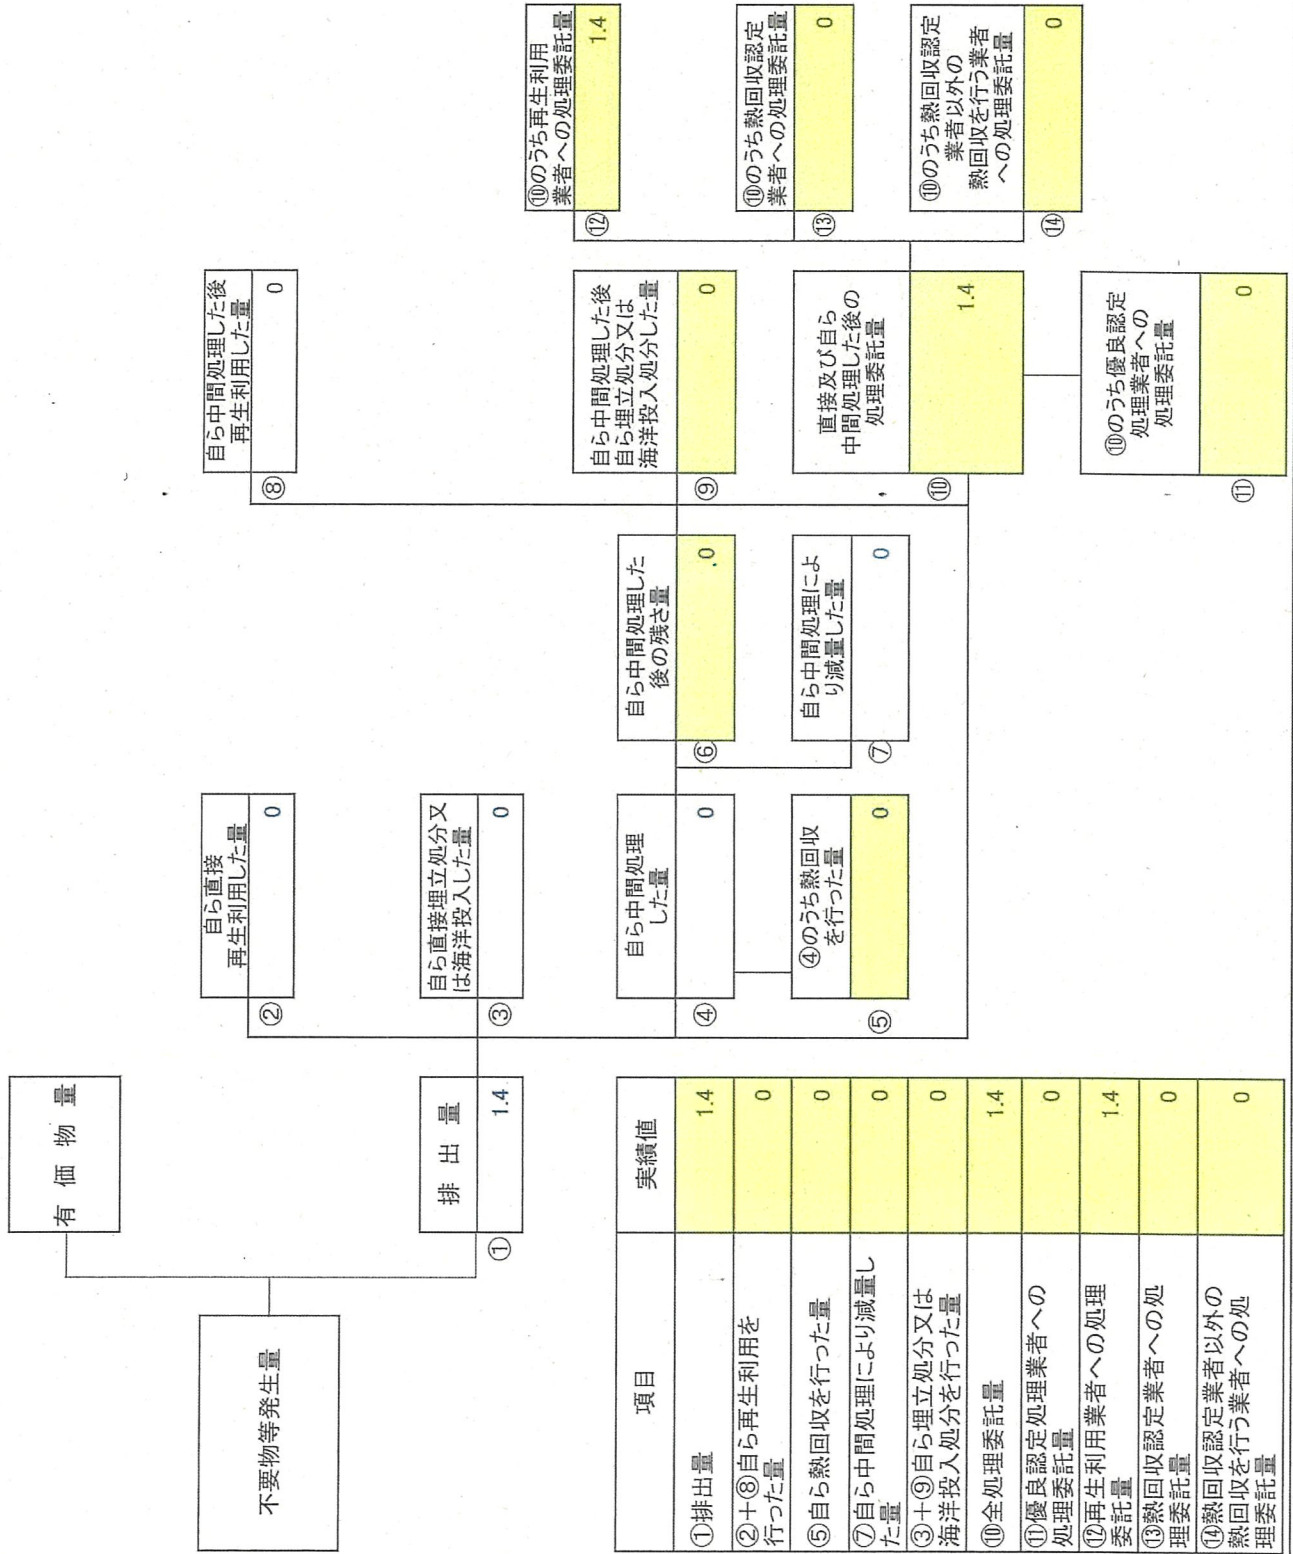 有 価 物 量
不要物等発生量
排 出 量
①
1.4
自ら直接
再生利用した量
②
0
自ら直接埋立処分又
は海洋投入した量
③
0
自ら中間処理
した量
④
0
④のうち熱回収
を行った量
⑤
0
自ら中間処理した
後の残さ量
⑥
0
自ら中間処理によ
り減量した量
⑦
0
自ら中間処理した後
再生利用した量
⑧
0
自ら中間処理した後
自ら埋立処分又は
海洋投入処分した量
⑨
0
直接及び自ら
中間処理した後の
処理委託量
⑩
1.4
⑩のうち優良認定
処理業者への
処理委託量
⑪
0
⑩のうち再生利用
業者への処理委託量
⑫
1.4
⑩のうち熱回収認定
業者への処理委託量
⑬
0
⑩のうち熱回収認定
業者以外の
熱回収を行う業者
への処理委託量
⑭
0
項目 実績値
①排出量 1.4
②+⑧自ら再生利用を
行った量 0
⑤自ら熱回収を行った量 0
⑦自ら中間処理により減量し
た量 0
③+⑨自ら埋立処分又は
海洋投入処分を行った量 0
⑩全処理委託量 1.4
⑪優良認定処理業者への
処理委託量 0
⑫再生利用業者への処理
委託量 1.4
⑬熱回収認定業者への処
理委託量 0
⑭熱回収認定業者以外の
熱回収を行う業者への処
理委託量 0